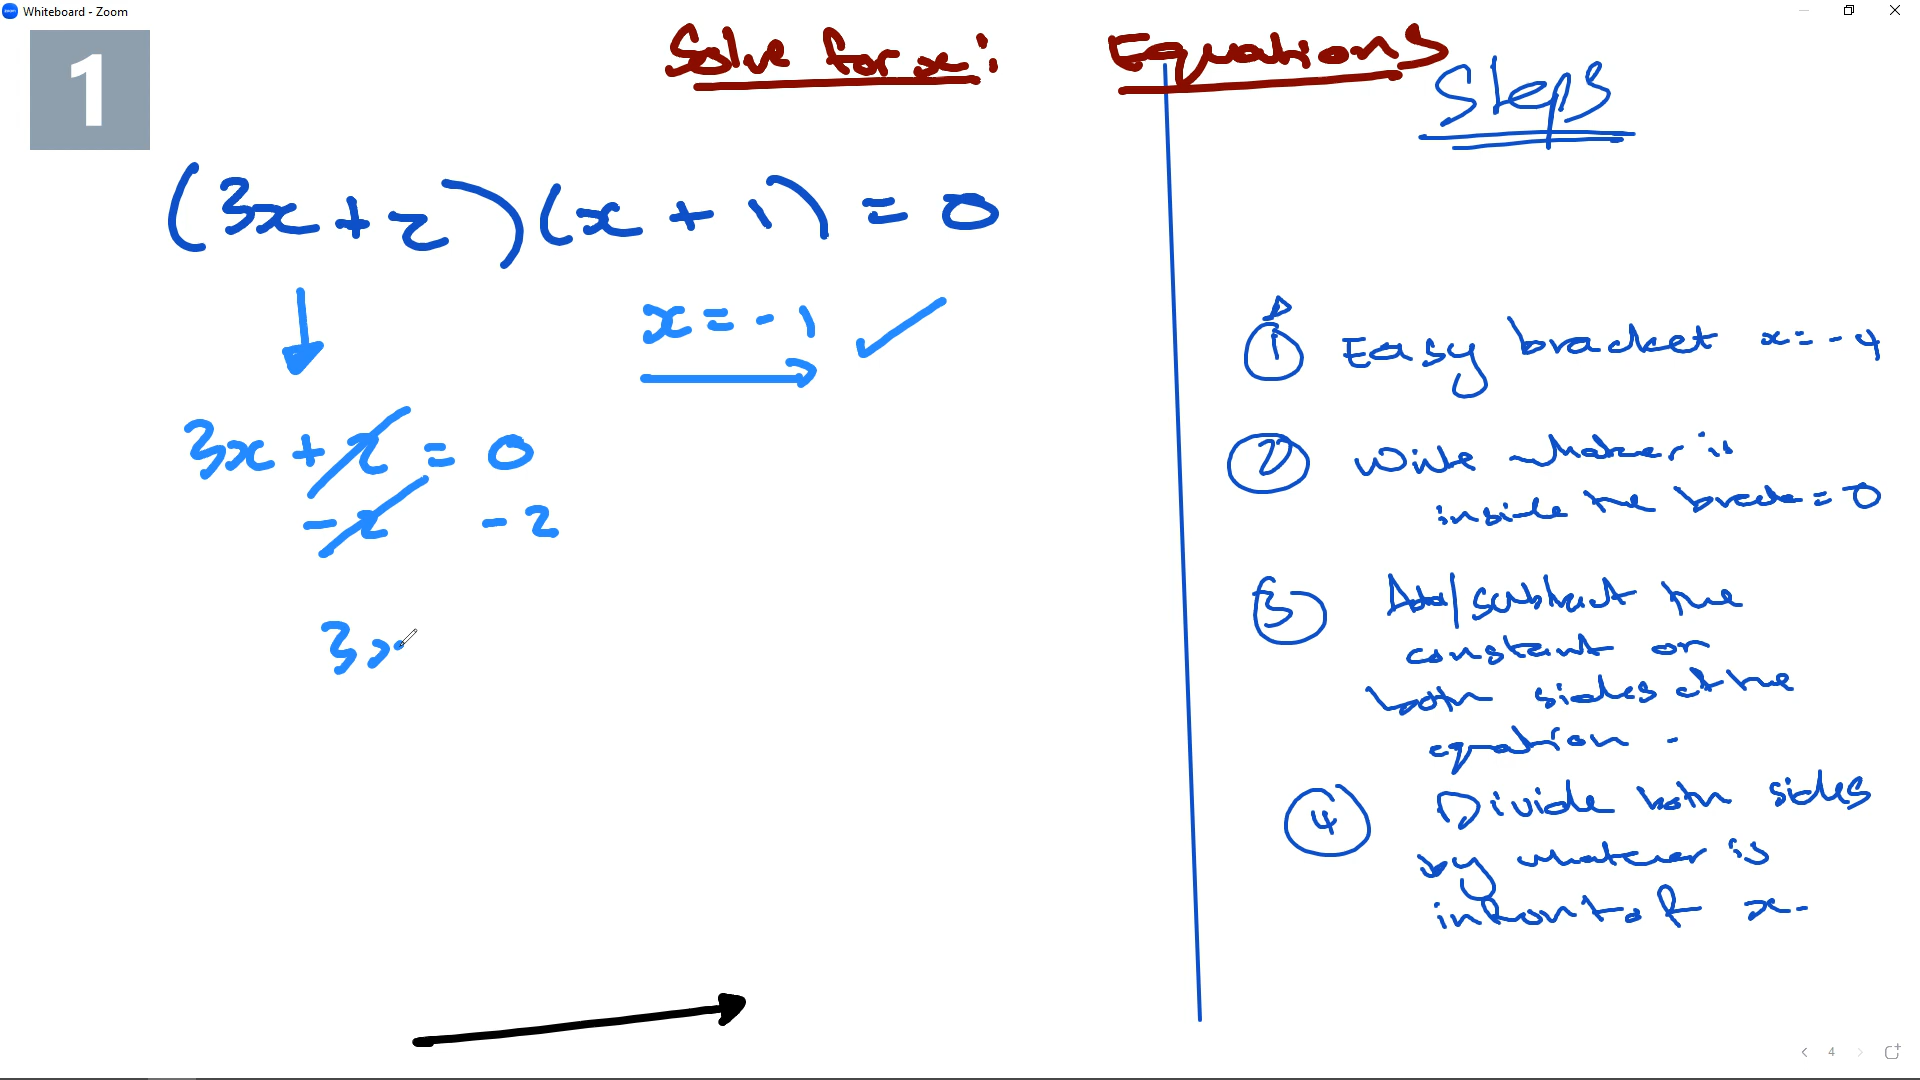 Whiteboard - Zoom
1
Solve for x: Equations
Steps
(3x+2)(x+1)=0
x=-1
3x+2=0
-2 -2
3x
1 Easy bracket x=-4
2 Write whatever is
inside the bracket=0
3 Add/subtract the
constant on
both sides of the
equation -
4 Divide both sides
by whatever is
infront of x-
4